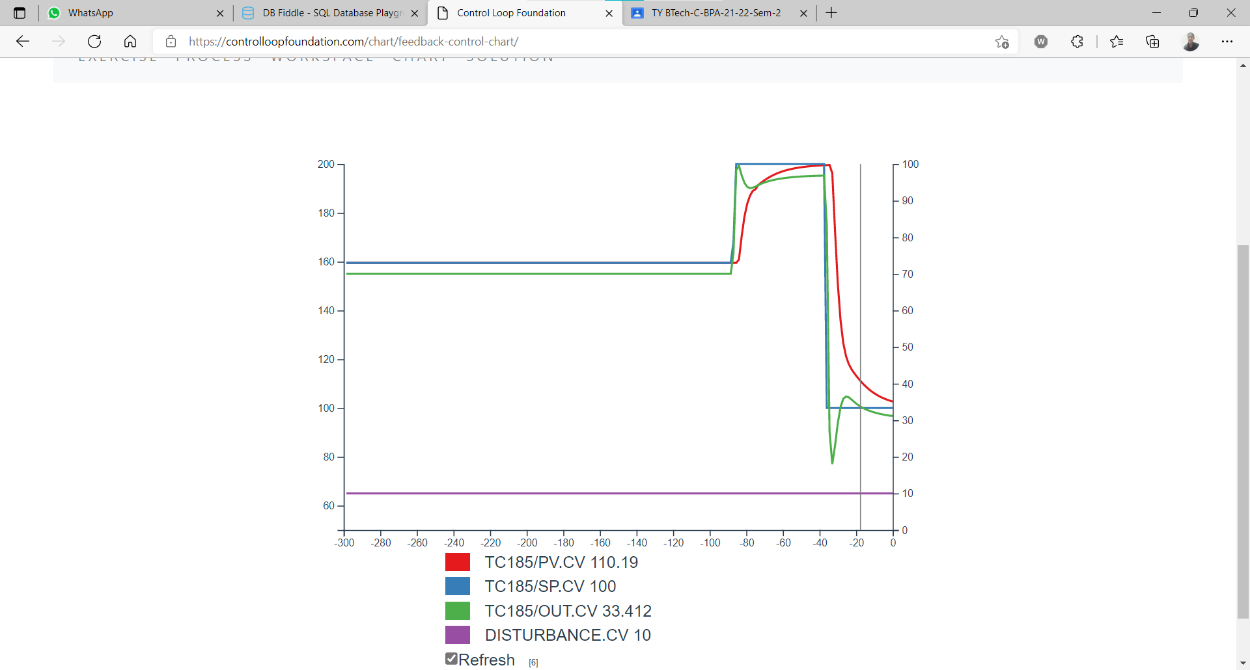 WhatsApp
DB Fiddle - SQL Database Playgr
Control Loop Foundation
TY BTech-C-BPA-21-22-Sem-2
https://controlloopfoundation.com/chart/feedback-control-chart/
W
EXERCISE PROCESS WORKSPACE CHART SOLUTION
200
180
160
140
120
100
80
60
100
90
80
70
60
50
40
30
20
10
0
-300 -280 -260 -240 -220 -200 -180 -160 -140 -120 -100 -80 -60 -40 -20 0
TC185/PV.CV 110.19
TC185/SP.CV 100
TC185/OUT.CV 33.412
DISTURBANCE.CV 10
Refresh [6]